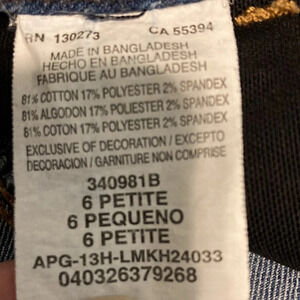 RN 130273 CA 55394
MADE IN BANGLADESH
HECHO EN BANGLADESH
FABRIQUE AU BANGLADESH
81% COTTON 17% POLYESTER 2% SPANDEX
81% ALGODON 17% POLYESTER 2% SPANDEX
81% COTON 17% POLYESTER 2% SPANDEX
EXCLUSIVE OF DECORATION / EXCEPTO
DECORACION / GARNITURE NON COMPRISE
340981B
6 PETITE
6 PEQUENO
6 PETITE
APG-13H-LMKH24033
040326379268